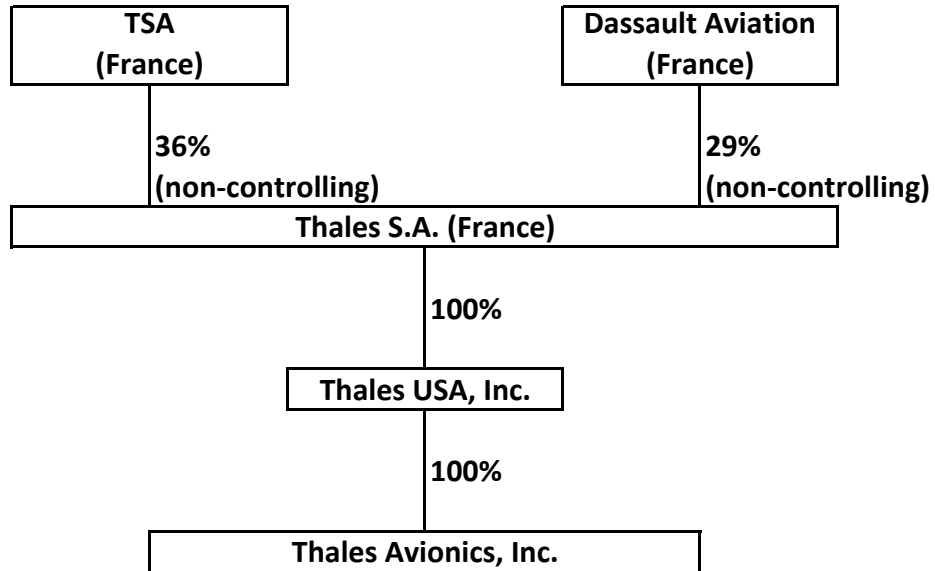 TSA
(France)
Dassault Aviation
(France)
36%
(non-controlling)
29%
(non-controlling)
Thales S.A. (France)
100%
Thales USA, Inc.
100%
Thales Avionics, Inc.